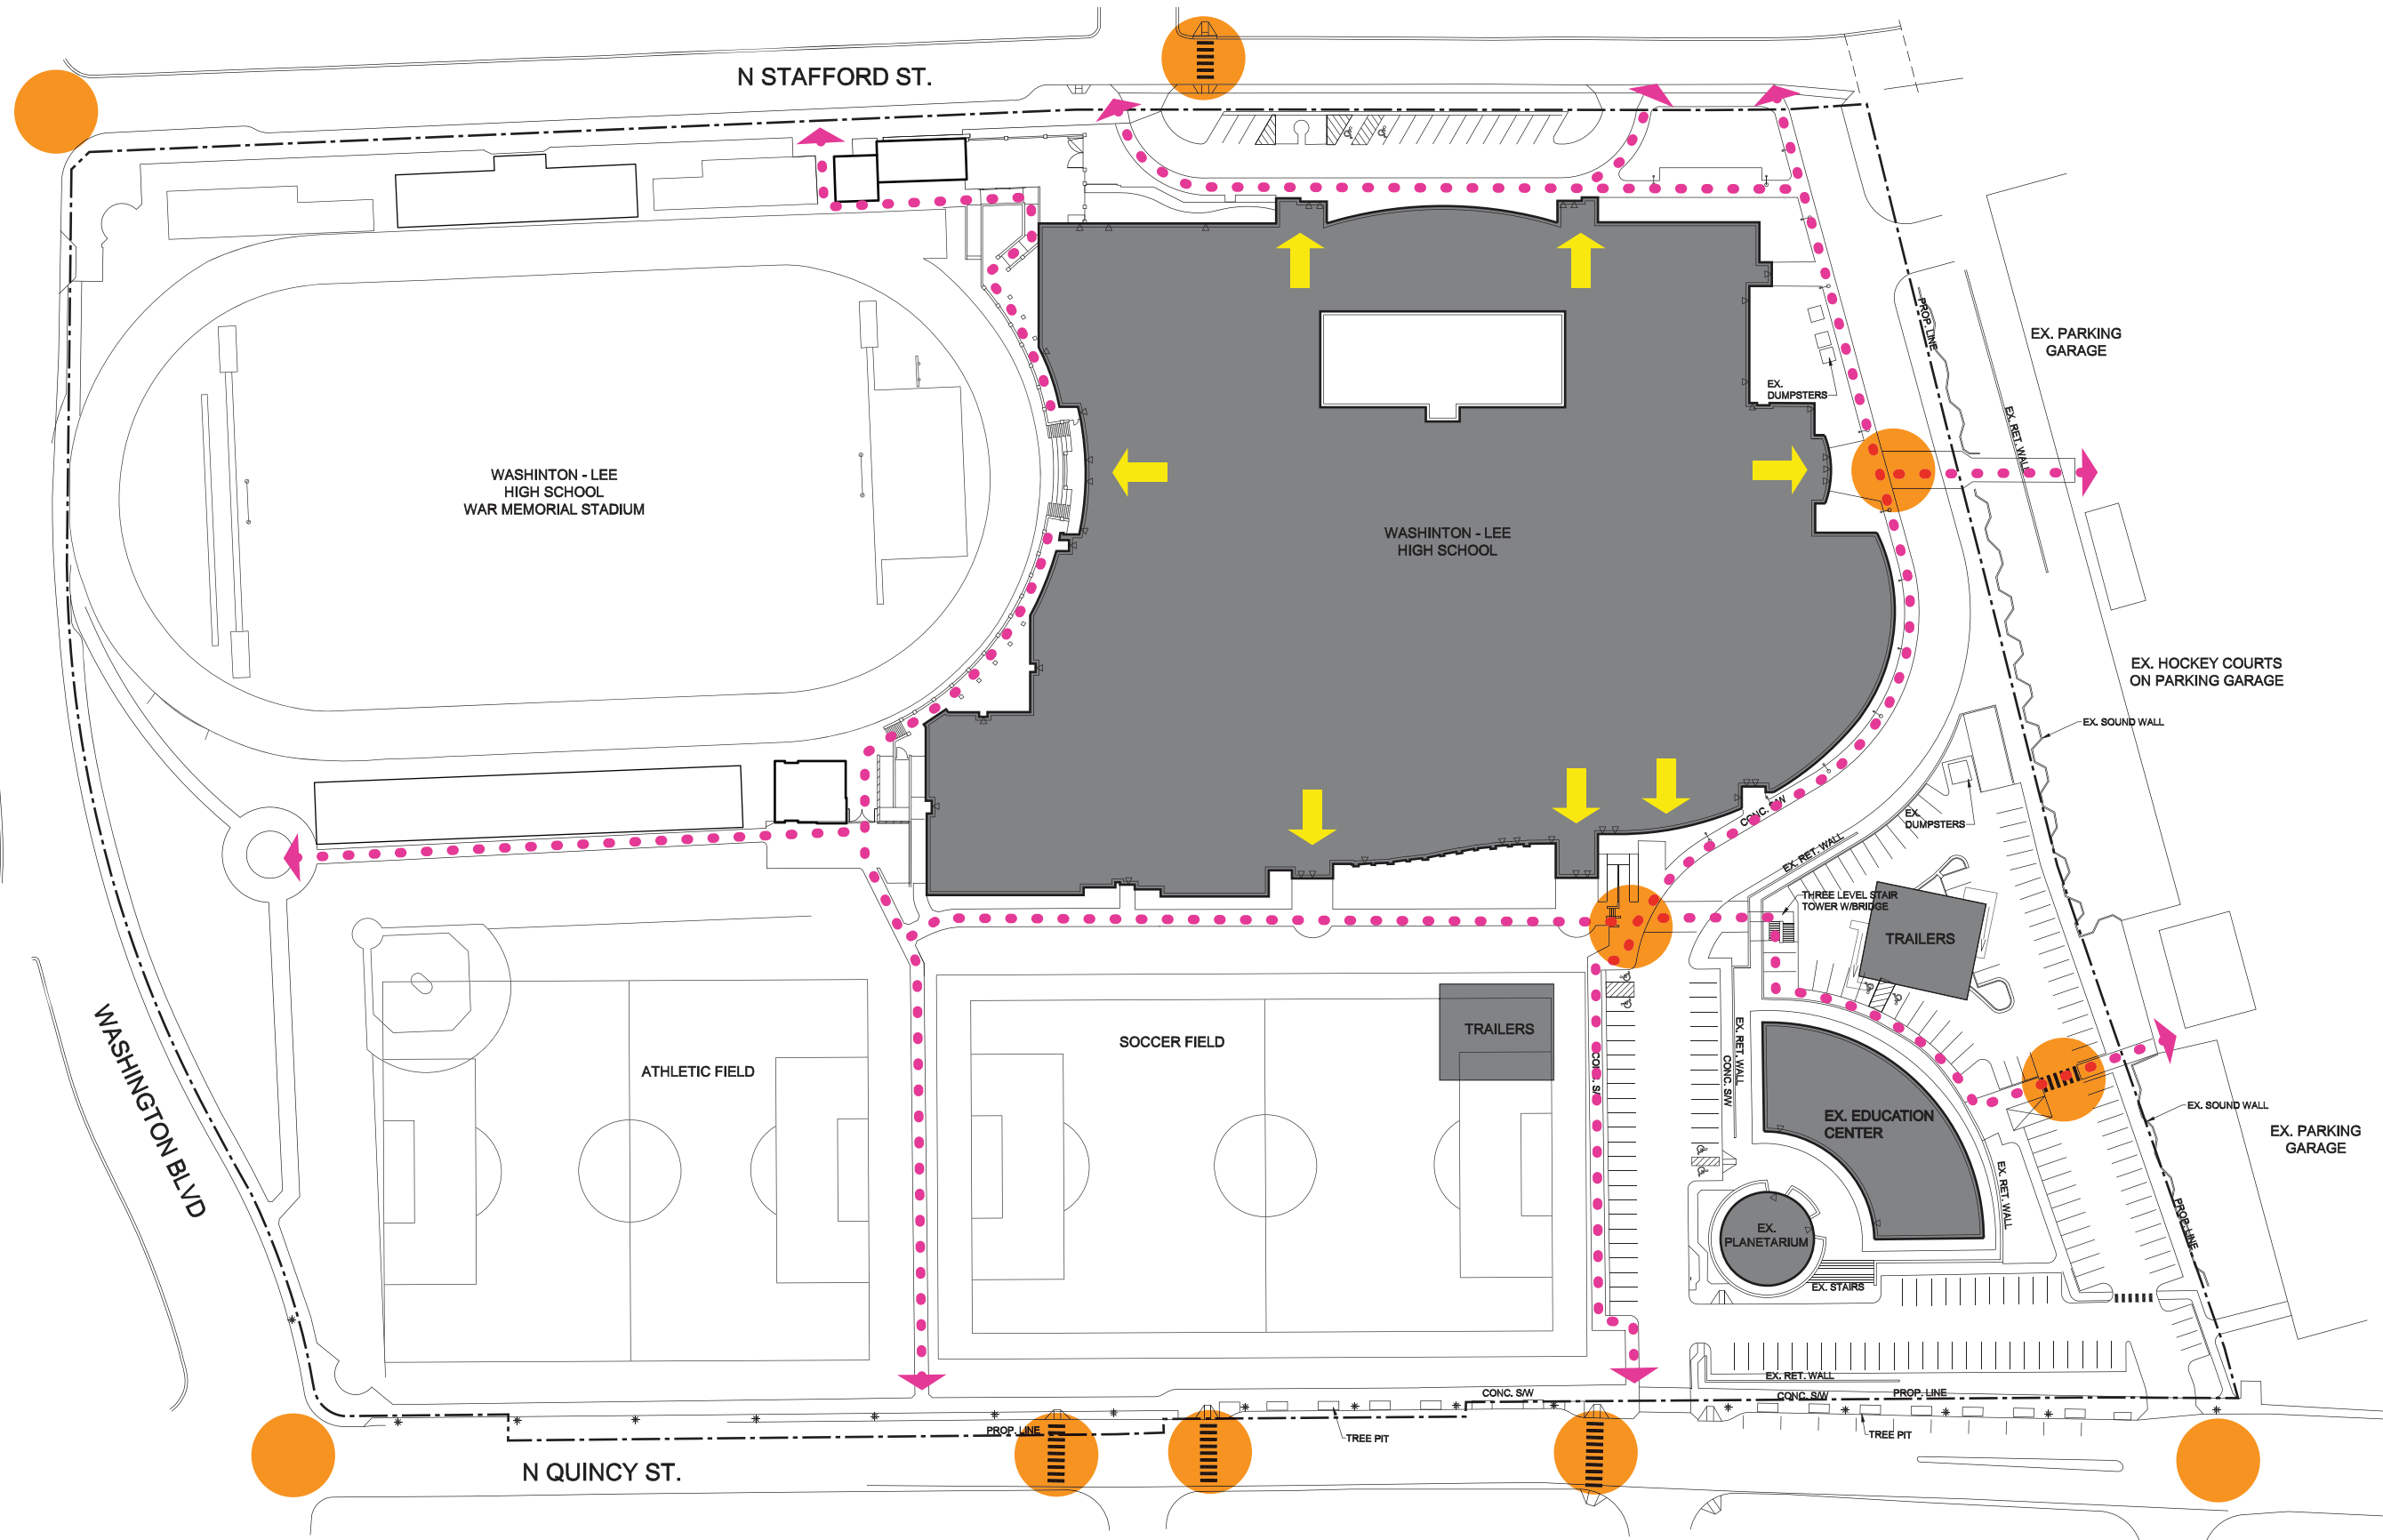 N STAFFORD ST.
EX. PARKING
GARAGE
PROP. LINE
EX.
DUMPSTERS
EX. RET. WALL
WASHINTON - LEE
HIGH SCHOOL
WAR MEMORIAL STADIUM
WASHINTON - LEE
HIGH SCHOOL
EX. HOCKEY COURTS
ON PARKING GARAGE
EX. SOUND WALL
CONC. S/W
EX.
DUMPSTERS
EX. RET. WALL
THREE LEVEL STAIR
TOWER W/BRIDGE
TRAILERS
TRAILERS
SOCCER FIELD
ATHLETIC FIELD
CONC. S/W
EX. RET. WALL
CONC. S/W
EX. EDUCATION
CENTER
EX. SOUND WALL
EX. PARKING
GARAGE
WASHINGTON BLVD
EX. RET. WALL
PROP. LINE
EX.
PLANETARIUM
EX. STAIRS
EX. RET. WALL
CONC. S/W
CONC. S/W
PROP. LINE
PROP. LINE
TREE PIT
TREE PIT
N QUINCY ST.